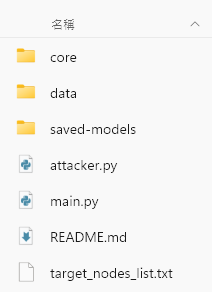 名稱
core
data
saved-models
attacker.py
main.py
README.md
target_nodes_list.txt